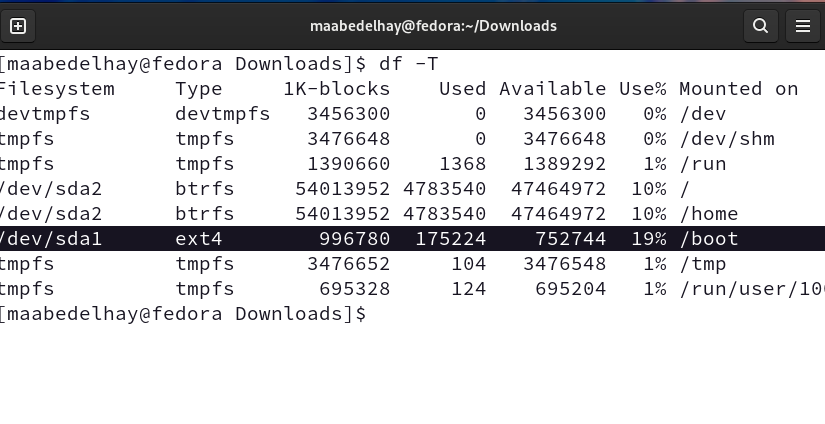 maabedelhay@fedora:~/Downloads
[maabedelhay@fedora Downloads]$ df -T
Filesystem     Type     1K-blocks    Used Available Use% Mounted on
devtmpfs       devtmpfs   3456300       0   3456300   0% /dev
tmpfs          tmpfs      3476648       0   3476648   0% /dev/shm
tmpfs          tmpfs      1390660    1368   1389292   1% /run
/dev/sda2      btrfs     54013952 4783540  47464972  10% /
/dev/sda2      btrfs     54013952 4783540  47464972  10% /home
/dev/sda1      ext4        996780  175224    752744  19% /boot
tmpfs          tmpfs      3476652     104   3476548   1% /tmp
tmpfs          tmpfs       695328     124    695204   1% /run/user/10
[maabedelhay@fedora Downloads]$